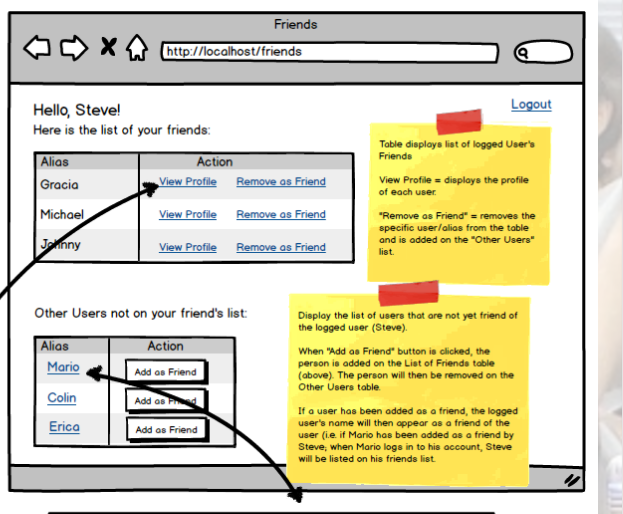 Friends
http://localhost/friends
Hello, Steve!
Logout
Here is the list of your friends:
Alias Action
Gracia View Profile Remove as Friend
Michael View Profile Remove as Friend
Johnny View Profile Remove as Friend
Table displays list of logged User's
Friends
View Profile = displays the profile
of each user.
"Remove as Friend" = removes the
specific user/alias from the table
and is added on the "Other Users"
list.
Other Users not on your friend's list:
Alias Action
Mario Add as Friend
Colin Add as Friend
Erica Add as Friend
Display the list of users that are not yet friend of
the logged user (Steve).
When "Add as Friend" button is clicked, the
person is added on the List of Friends table
(above). The person will then be removed on the
Other Users table.
If a user has been added as a friend, the logged
user's name will then appear as a friend of the
user (i.e. if Mario has been added as a friend by
Steve, when Mario logs in to his account, Steve
will be listed on his friends list.